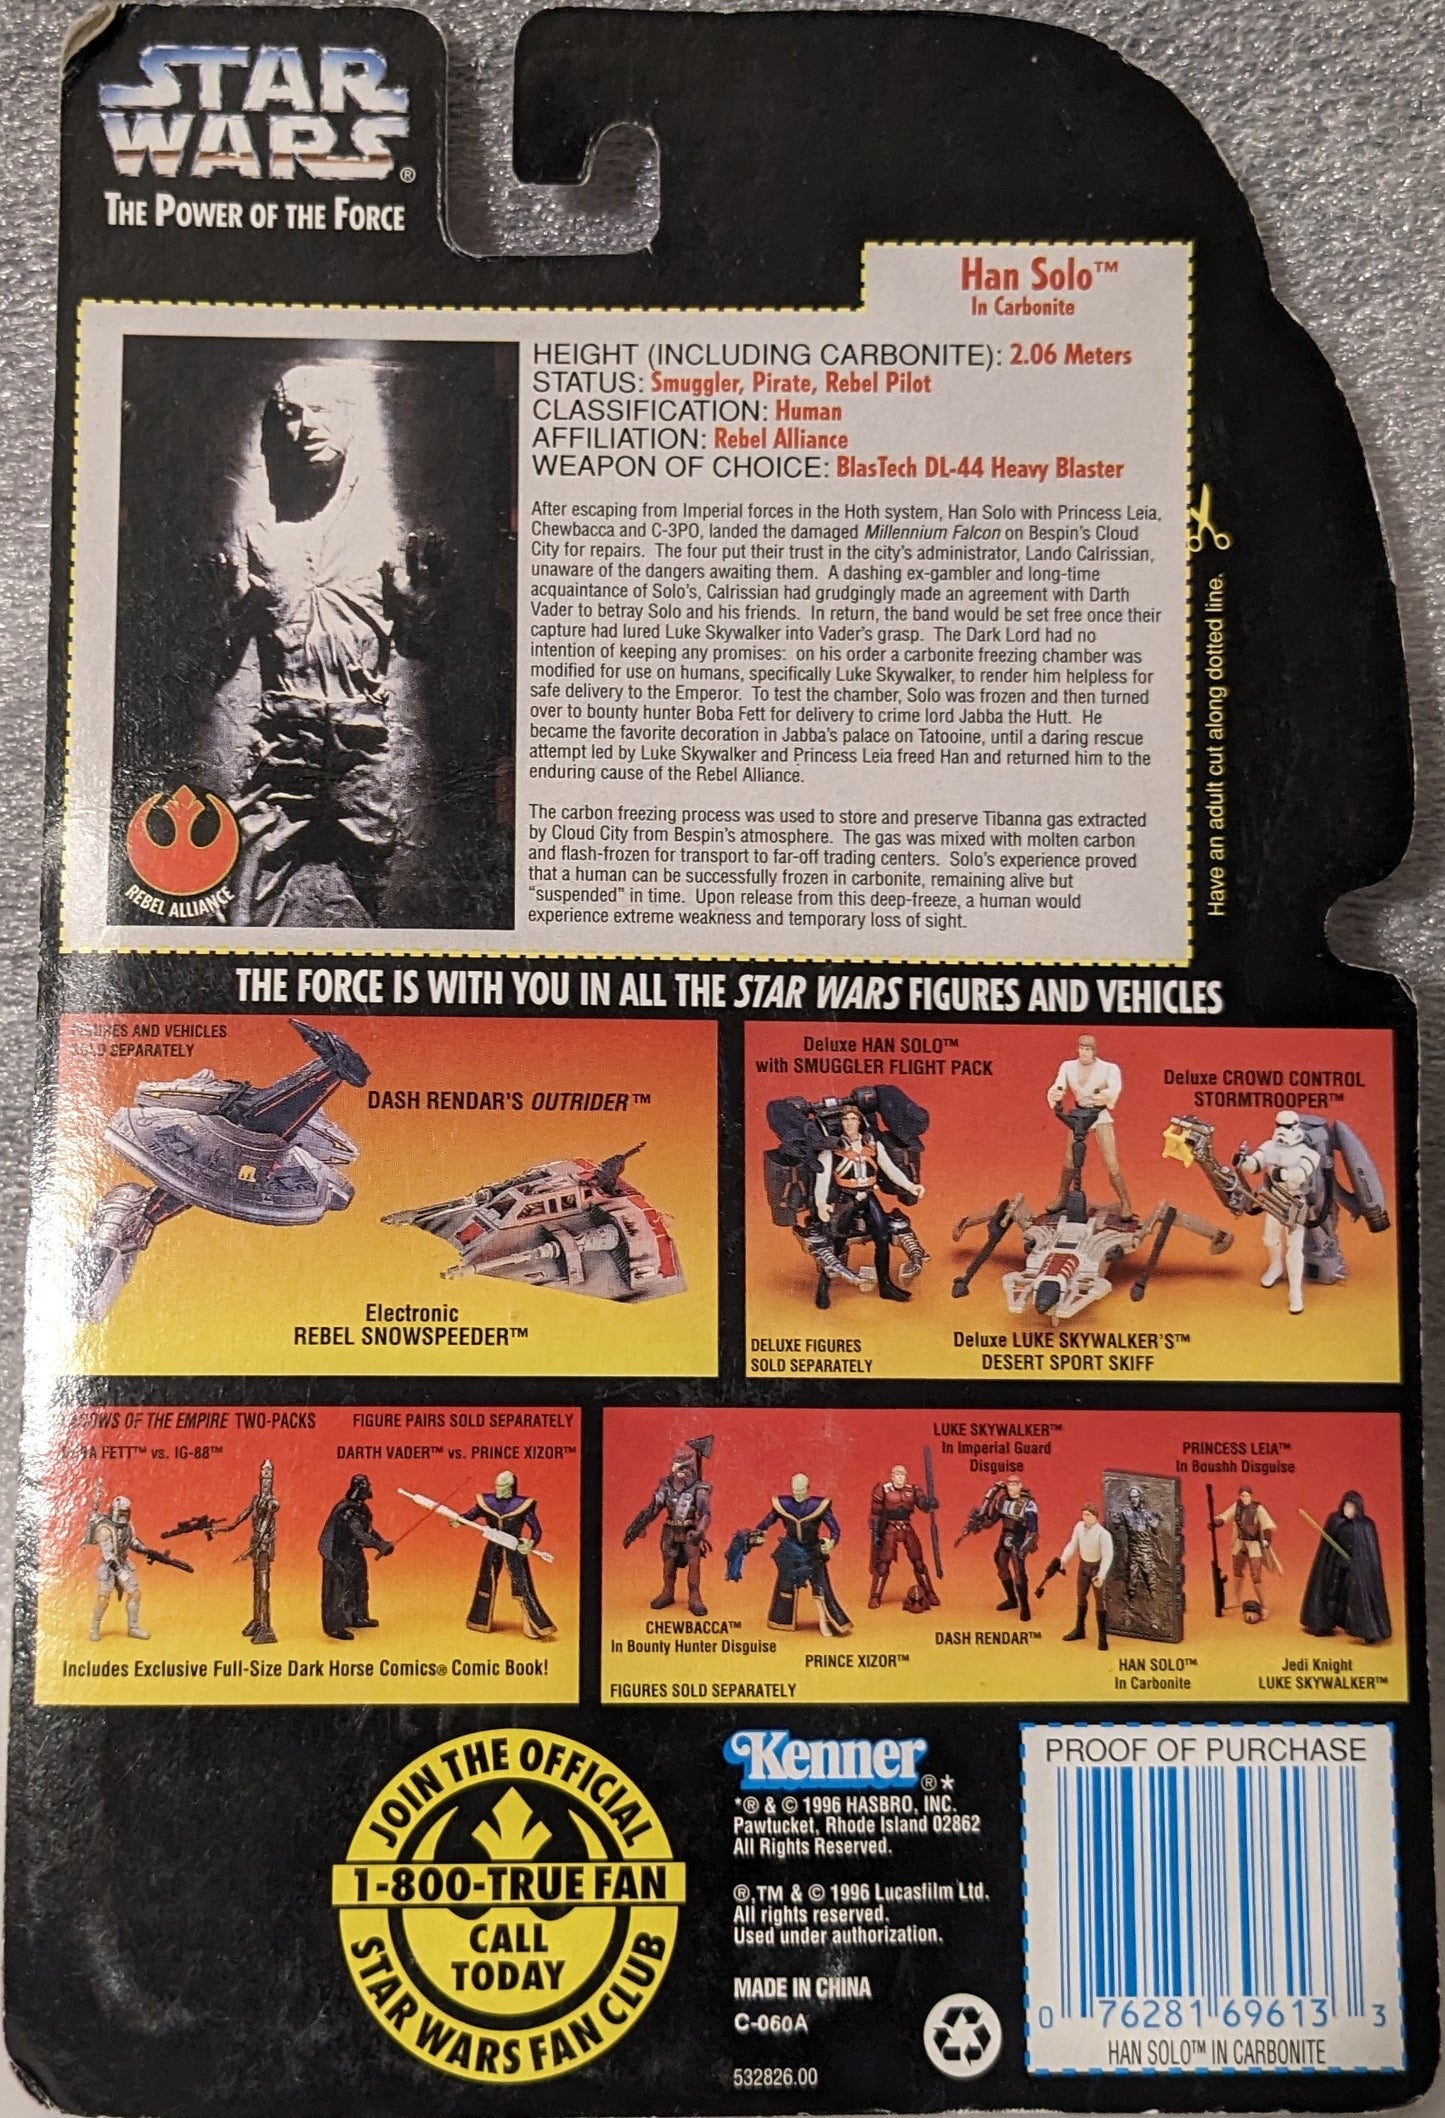 STAR
WARS®
THE POWER OF THE FORCE
Han Solo™
In Carbonite
HEIGHT (INCLUDING CARBONITE): 2.06 Meters
STATUS: Smuggler, Pirate, Rebel Pilot
CLASSIFICATION: Human
AFFILIATION: Rebel Alliance
WEAPON OF CHOICE: BlasTech DL-44 Heavy Blaster
After escaping from Imperial forces in the Hoth system, Han Solo with Princess Leia,
Chewbacca and C-3PO, landed the damaged Millennium Falcon on Bespin's Cloud
City for repairs. The four put their trust in the city's administrator, Lando Calrissian,
unaware of the dangers awaiting them. A dashing ex-gambler and long-time
acquaintance of Solo's, Calrissian had grudgingly made an agreement with Darth
Vader to betray Solo and his friends. In return, the band would be set free once their
capture had lured Luke Skywalker into Vader's grasp. The Dark Lord had no
intention of keeping any promises: on his order a carbonite freezing chamber was
modified for use on humans, specifically Luke Skywalker, to render him helpless for
safe delivery to the Emperor. To test the chamber, Solo was frozen and then turned
over to bounty hunter Boba Fett for delivery to crime lord Jabba the Hutt. He
became the favorite decoration in Jabba's palace on Tatooine, until a daring rescue
attempt led by Luke Skywalker and Princess Leia freed Han and returned him to the
enduring cause of the Rebel Alliance.
The carbon freezing process was used to store and preserve Tibanna gas extracted
by Cloud City from Bespin's atmosphere. The gas was mixed with molten carbon
and flash-frozen for transport to far-off trading centers. Solo's experience proved
that a human can be successfully frozen in carbonite, remaining alive but
"suspended" in time. Upon release from this deep-freeze, a human would
experience extreme weakness and temporary loss of sight.
REBEL ALLIANCE
Have an adult cut along dotted line.
THE FORCE IS WITH YOU IN ALL THE STAR WARS FIGURES AND VEHICLES
FIGURES AND VEHICLES
SOLD SEPARATELY
DASH RENDAR'S OUTRIDER™
Electronic
REBEL SNOWSPEEDER™
Deluxe HAN SOLO™
with SMUGGLER FLIGHT PACK
Deluxe CROWD CONTROL
STORMTROOPER™
DELUXE FIGURES
SOLD SEPARATELY
Deluxe LUKE SKYWALKER'S™
DESERT SPORT SKIFF
OF THE EMPIRE TWO-PACKS
FIGURE PAIRS SOLD SEPARATELY
FETT™ vs. IG-88™
DARTH VADER™ vs. PRINCE XIZOR™
Includes Exclusive Full-Size Dark Horse Comics® Comic Book!
LUKE SKYWALKER™
In Imperial Guard
Disguise
PRINCESS LEIA™
In Boushh Disguise
CHEWBACCA™
In Bounty Hunter Disguise
PRINCE XIZOR™
DASH RENDAR™
HAN SOLO™
In Carbonite
Jedi Knight
LUKE SKYWALKER™
FIGURES SOLD SEPARATELY
JOIN THE OFFICIAL
1-800-TRUE FAN
CALL
TODAY
STAR WARS FAN CLUB
Kenner®*
*® & © 1996 HASBRO, INC.
Pawtucket, Rhode Island 02862
All Rights Reserved.
®,TM & © 1996 Lucasfilm Ltd.
All rights reserved.
Used under authorization.
MADE IN CHINA
C-060A
532826.00
PROOF OF PURCHASE
0 76281 69613 3
HAN SOLO™ IN CARBONITE